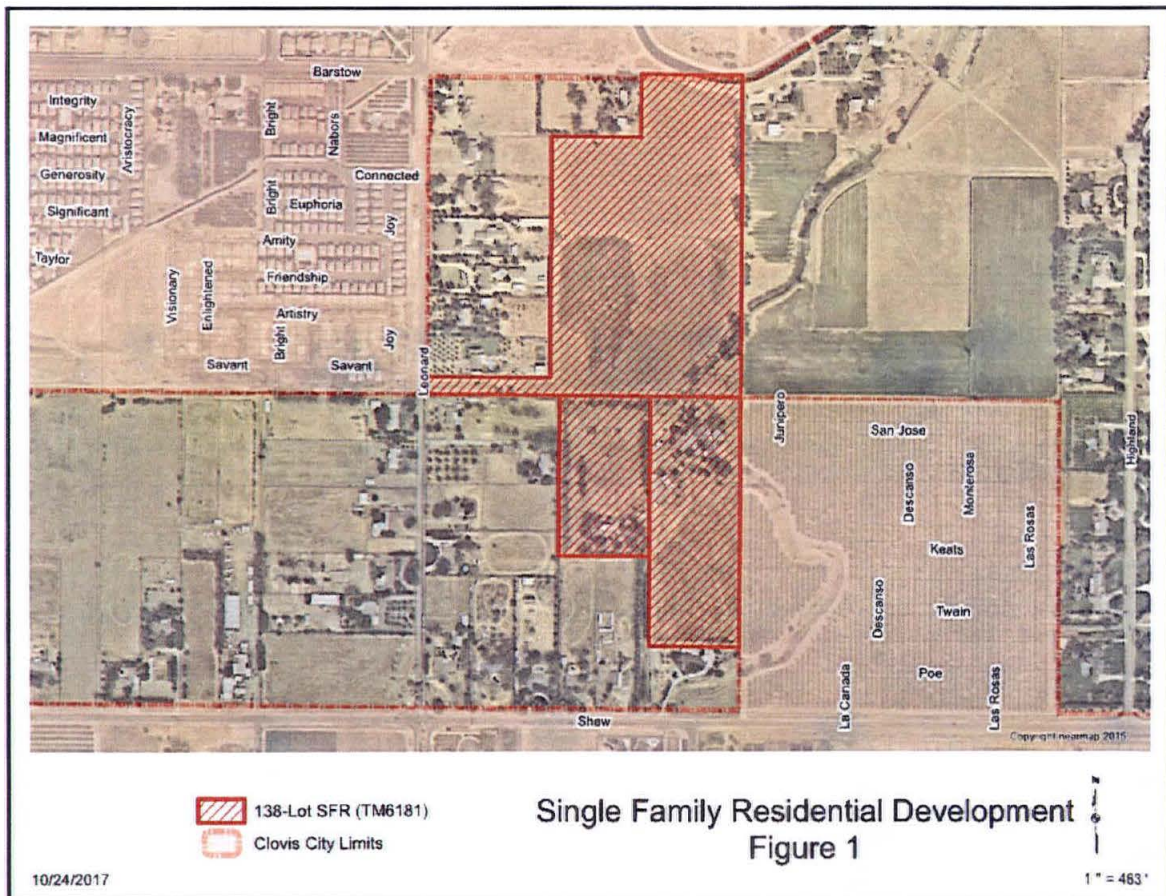 Barstow
Integrity
Magnificent
Generosity
Significant
Taylor
Aristocracy
Bright
Nabors
Connected
Bright
Euphoria
Joy
Amity
Friendship
Visionary
Enlightened
Artistry
Bright
Joy
Savant
Savant
Leonard
Junipero
San Jose
Descanso
Monterosa
Highland
Keats
Las Rosas
Descanso
Twain
Poe
La Canada
Las Rosas
Shaw
Copyright nearmap 2015
138-Lot SFR (TM6181)
Clovis City Limits
Single Family Residential Development
Figure 1
10/24/2017
1 " = 463 '